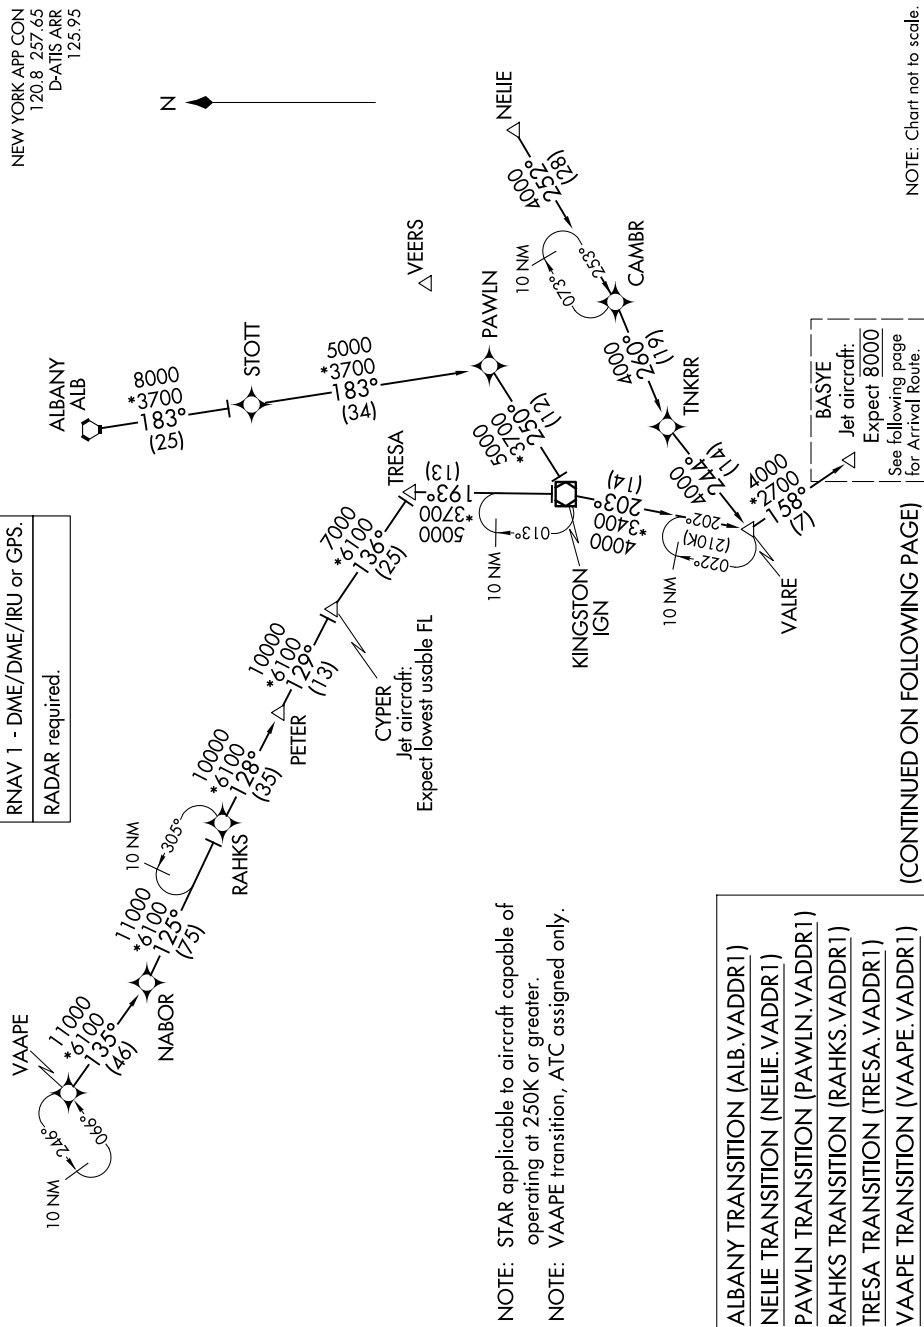 NEW YORK APP CON
120.8 257.65
D-ATIS ARR
125.95
RNAV 1 - DME/DME/IRU or GPS.
RADAR required.
N
ALBANY
ALB
8000
*3700
183°
(25)
STOTT
5000
*3700
183°
(34)
VEERS
PAWLN
5000
*3700
250°
(12)
NELIE
4000
252°
(28)
10 NM
073°
253°
CAMBR
4000
260°
(19)
TNKRR
4000
244°
(14)
VAAPE
10 NM
246°
066°
11000
*6100
135°
(46)
NABOR
11000
*6100
125°
(75)
10 NM
305°
RAHKS
10000
*6100
128°
(35)
PETER
10000
*6100
129°
(13)
CYPER
Jet aircraft:
Expect lowest usable FL
7000
*6100
136°
(25)
TRESA
5000
*3700
193°
(13)
10 NM
013°
KINGSTON
IGN
4000
*3400
203°
(14)
10 NM
022°
(210K)
202°
VALRE
4000
*2700
158°
(7)
BASYE
Jet aircraft:
Expect 8000
See following page
for Arrival Route.
NOTE: STAR applicable to aircraft capable of
operating at 250K or greater.
NOTE: VAAPE transition, ATC assigned only.
ALBANY TRANSITION (ALB.VADDR1)
NELIE TRANSITION (NELIE.VADDR1)
PAWLN TRANSITION (PAWLN.VADDR1)
RAHKS TRANSITION (RAHKS.VADDR1)
TRESA TRANSITION (TRESA.VADDR1)
VAAPE TRANSITION (VAAPE.VADDR1)
(CONTINUED ON FOLLOWING PAGE)
NOTE: Chart not to scale.